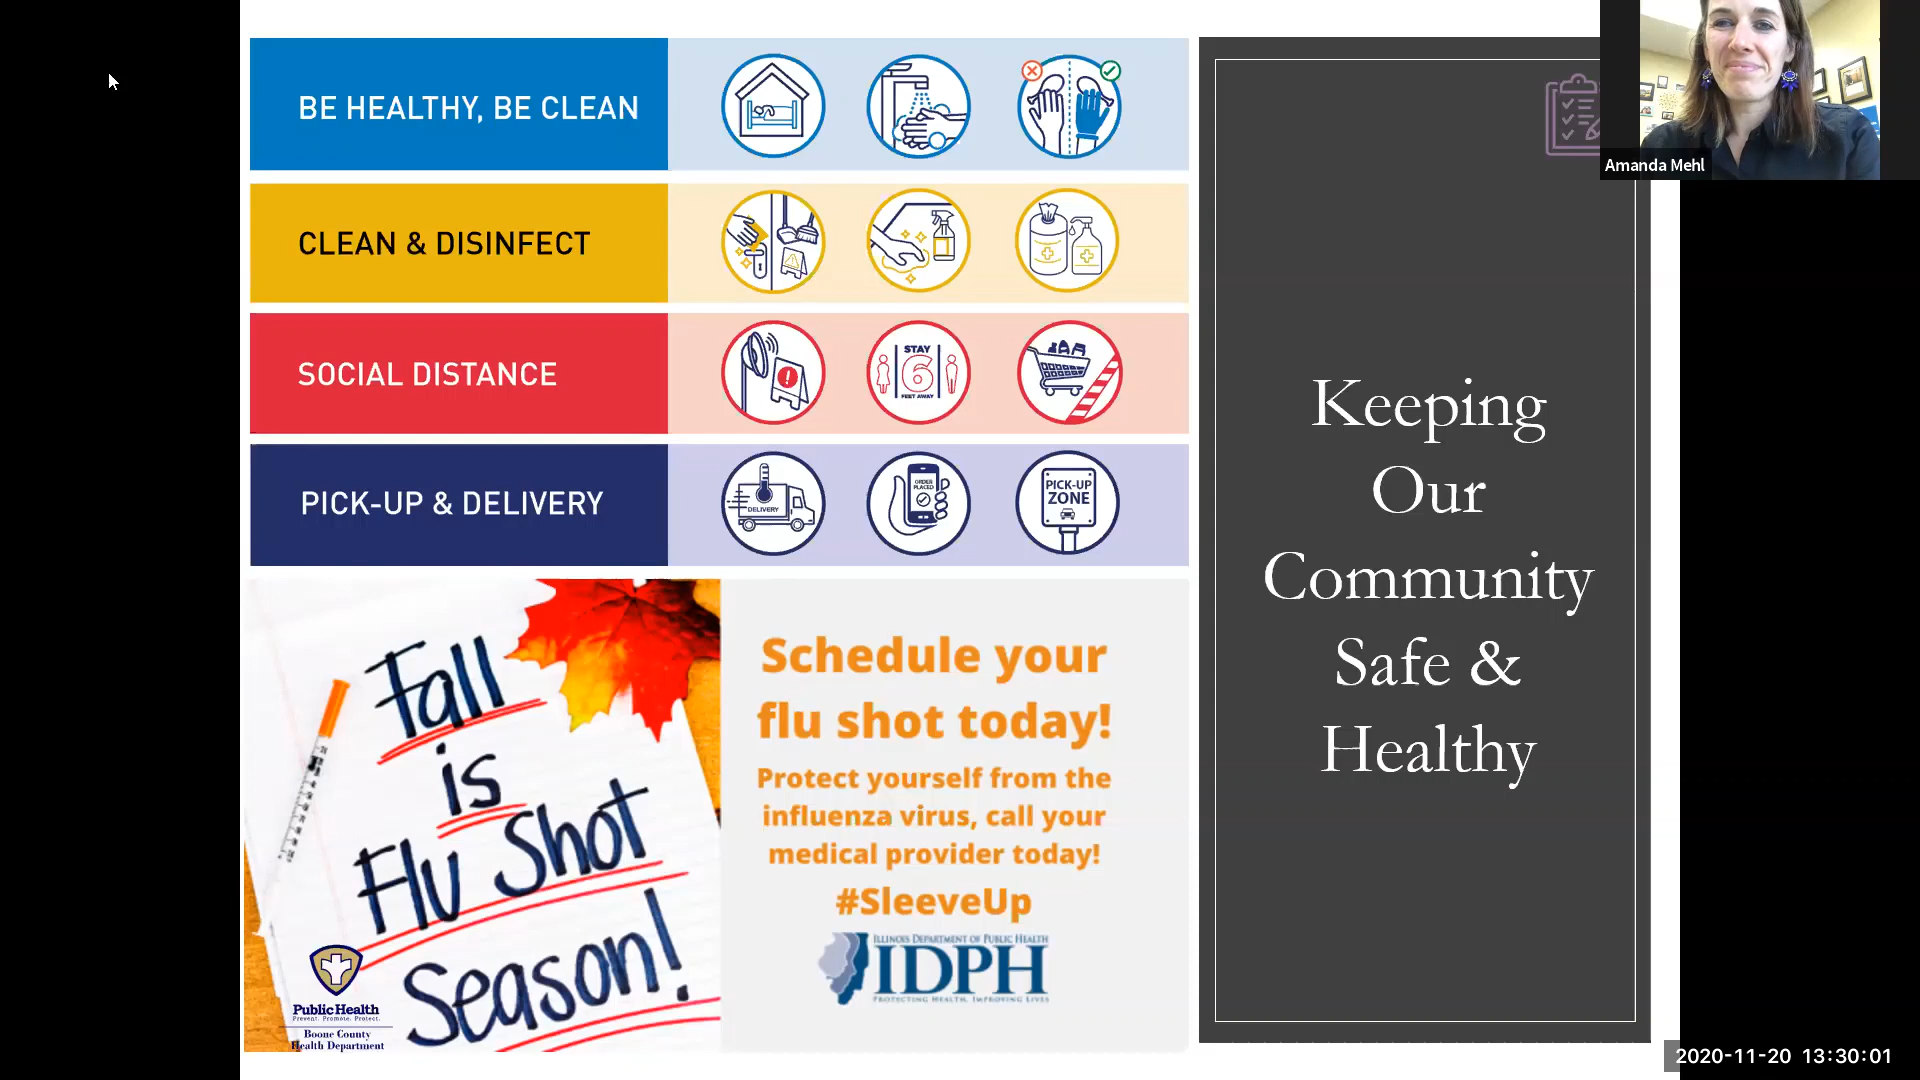 BE HEALTHY, BE CLEAN
CLEAN & DISINFECT
SOCIAL DISTANCE
STAY
6
FEET AWAY
PICK-UP & DELIVERY
DELIVERY
ORDER
PLACED
PICK-UP
ZONE
Fall
is
Flu Shot
Season!
Public Health
Prevent. Promote. Protect.
Boone County
Health Department
Schedule your
flu shot today!
Protect yourself from the
influenza virus, call your
medical provider today!
#SleeveUp
ILLINOIS DEPARTMENT OF PUBLIC HEALTH
IDPH
PROTECTING HEALTH, IMPROVING LIVES
Keeping
Our
Community
Safe &
Healthy
Amanda Mehl
2020-11-20 13:30:01